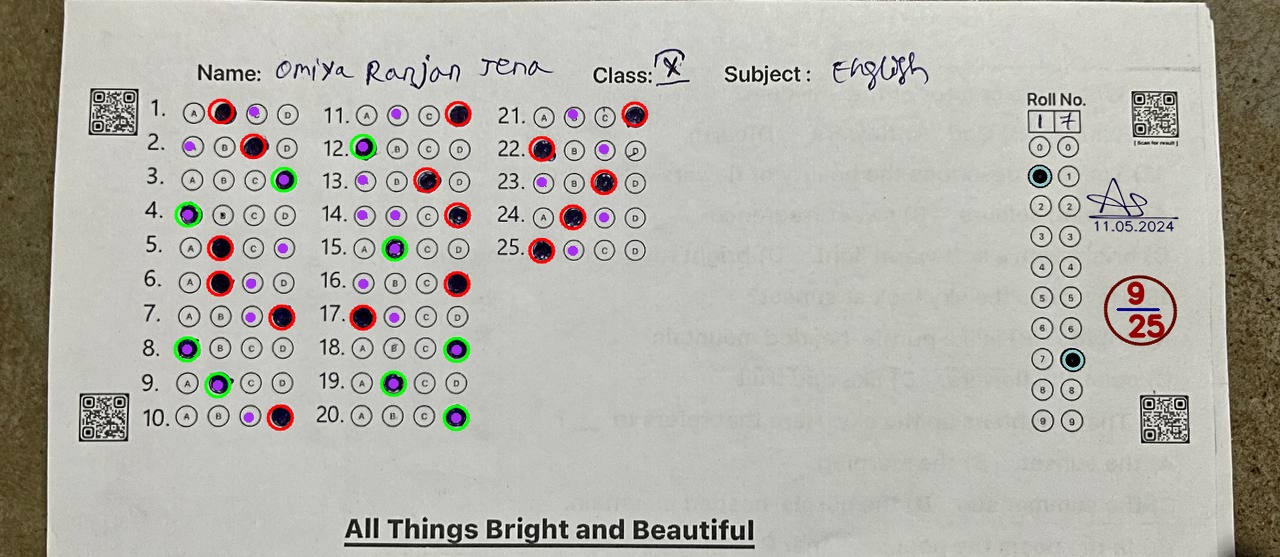 Name: Omiya Ranjan Jena Class: X Subject: English
1. A C D 11. A C 21. A C
2. B D 12. B C D 22. B D
3. A B C 13. B D 23. B D
4. B C D 14. C 24. A D
5. A C 15. A C D 25. C D
6. A D 16. B C
7. A B 17. C D
8. B C D 18. A B C
9. A C D 19. A C D
10. A B 20. A B C
Roll No.
1 7
0 0
1
2 2
3 3
4 4
5 5
6 6
7
8 8
9 9
[ Scan for result ]
11.05.2024
9
25
All Things Bright and Beautiful